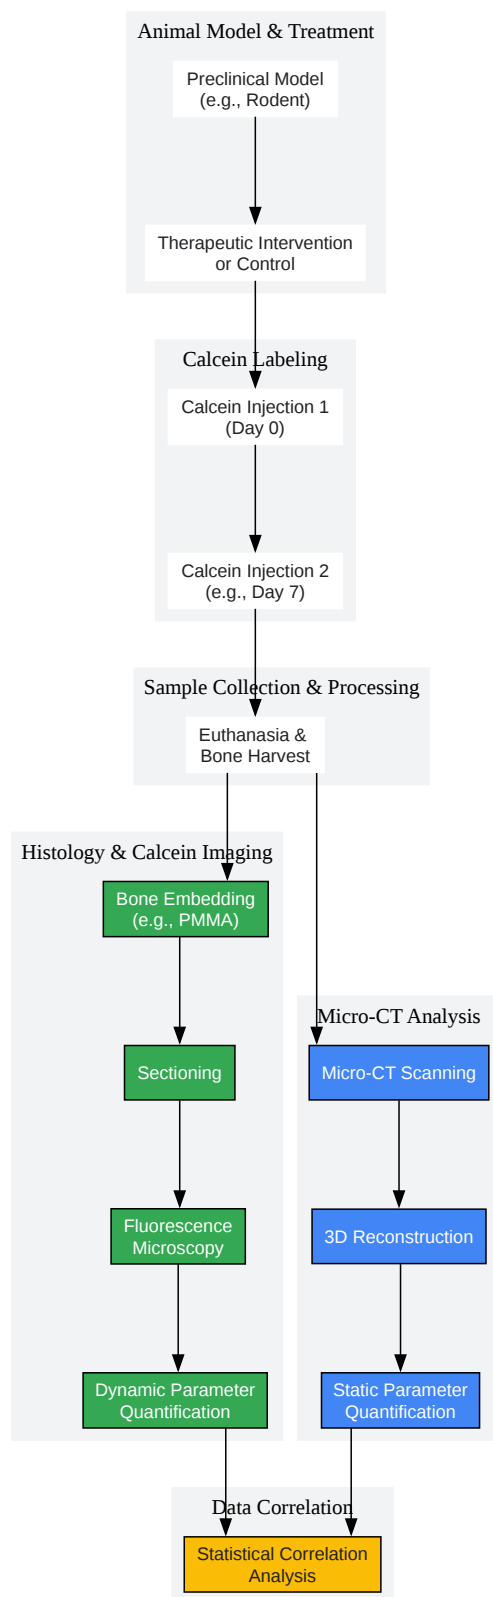 Animal Model & Treatment
Preclinical Model
(e.g., Rodent)
Therapeutic Intervention
or Control
Calcein Labeling
Calcein Injection 1
(Day 0)
Calcein Injection 2
(e.g., Day 7)
Sample Collection & Processing
Euthanasia &
Bone Harvest
Histology & Calcein Imaging
Bone Embedding
(e.g., PMMA)
Sectioning
Fluorescence
Microscopy
Dynamic Parameter
Quantification
Micro-CT Analysis
Micro-CT Scanning
3D Reconstruction
Static Parameter
Quantification
Data Correlation
Statistical Correlation
Analysis